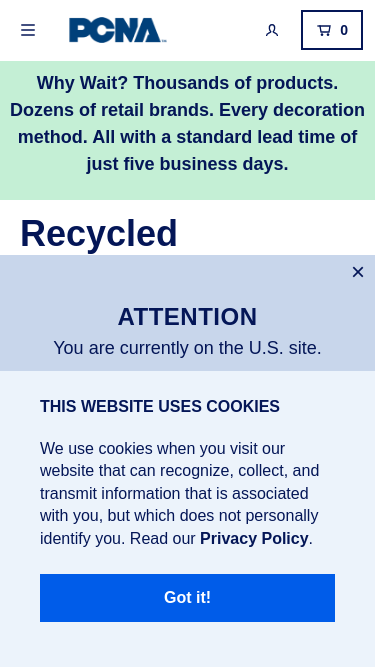 PCNA
0
Why Wait? Thousands of products.
Dozens of retail brands. Every decoration
method. All with a standard lead time of
just five business days.
Recycled
ATTENTION
You are currently on the U.S. site.
THIS WEBSITE USES COOKIES
We use cookies when you visit our
website that can recognize, collect, and
transmit information that is associated
with you, but which does not personally
identify you. Read our Privacy Policy.
Got it!